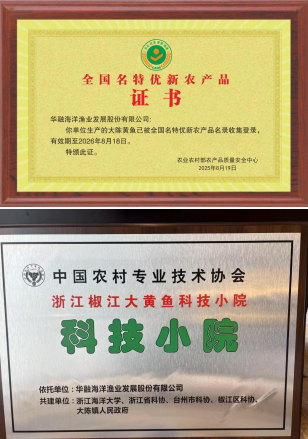 全国名特优新农产品
证书
华融海洋渔业发展股份有限公司:
你单位生产的大陈黄鱼已被全国名特优新农产品名录收集登录,
有效期至2026年8月18日。
特颁此证。
农业农村部农产品质量安全中心
2025年8月19日
中国农村专业技术协会
浙江椒江大黄鱼科技小院
科技小院
依托单位:华融海洋渔业发展股份有限公司
共建单位:浙江海洋大学、浙江省科协、台州市科协、椒江区科协、
大陈镇人民政府